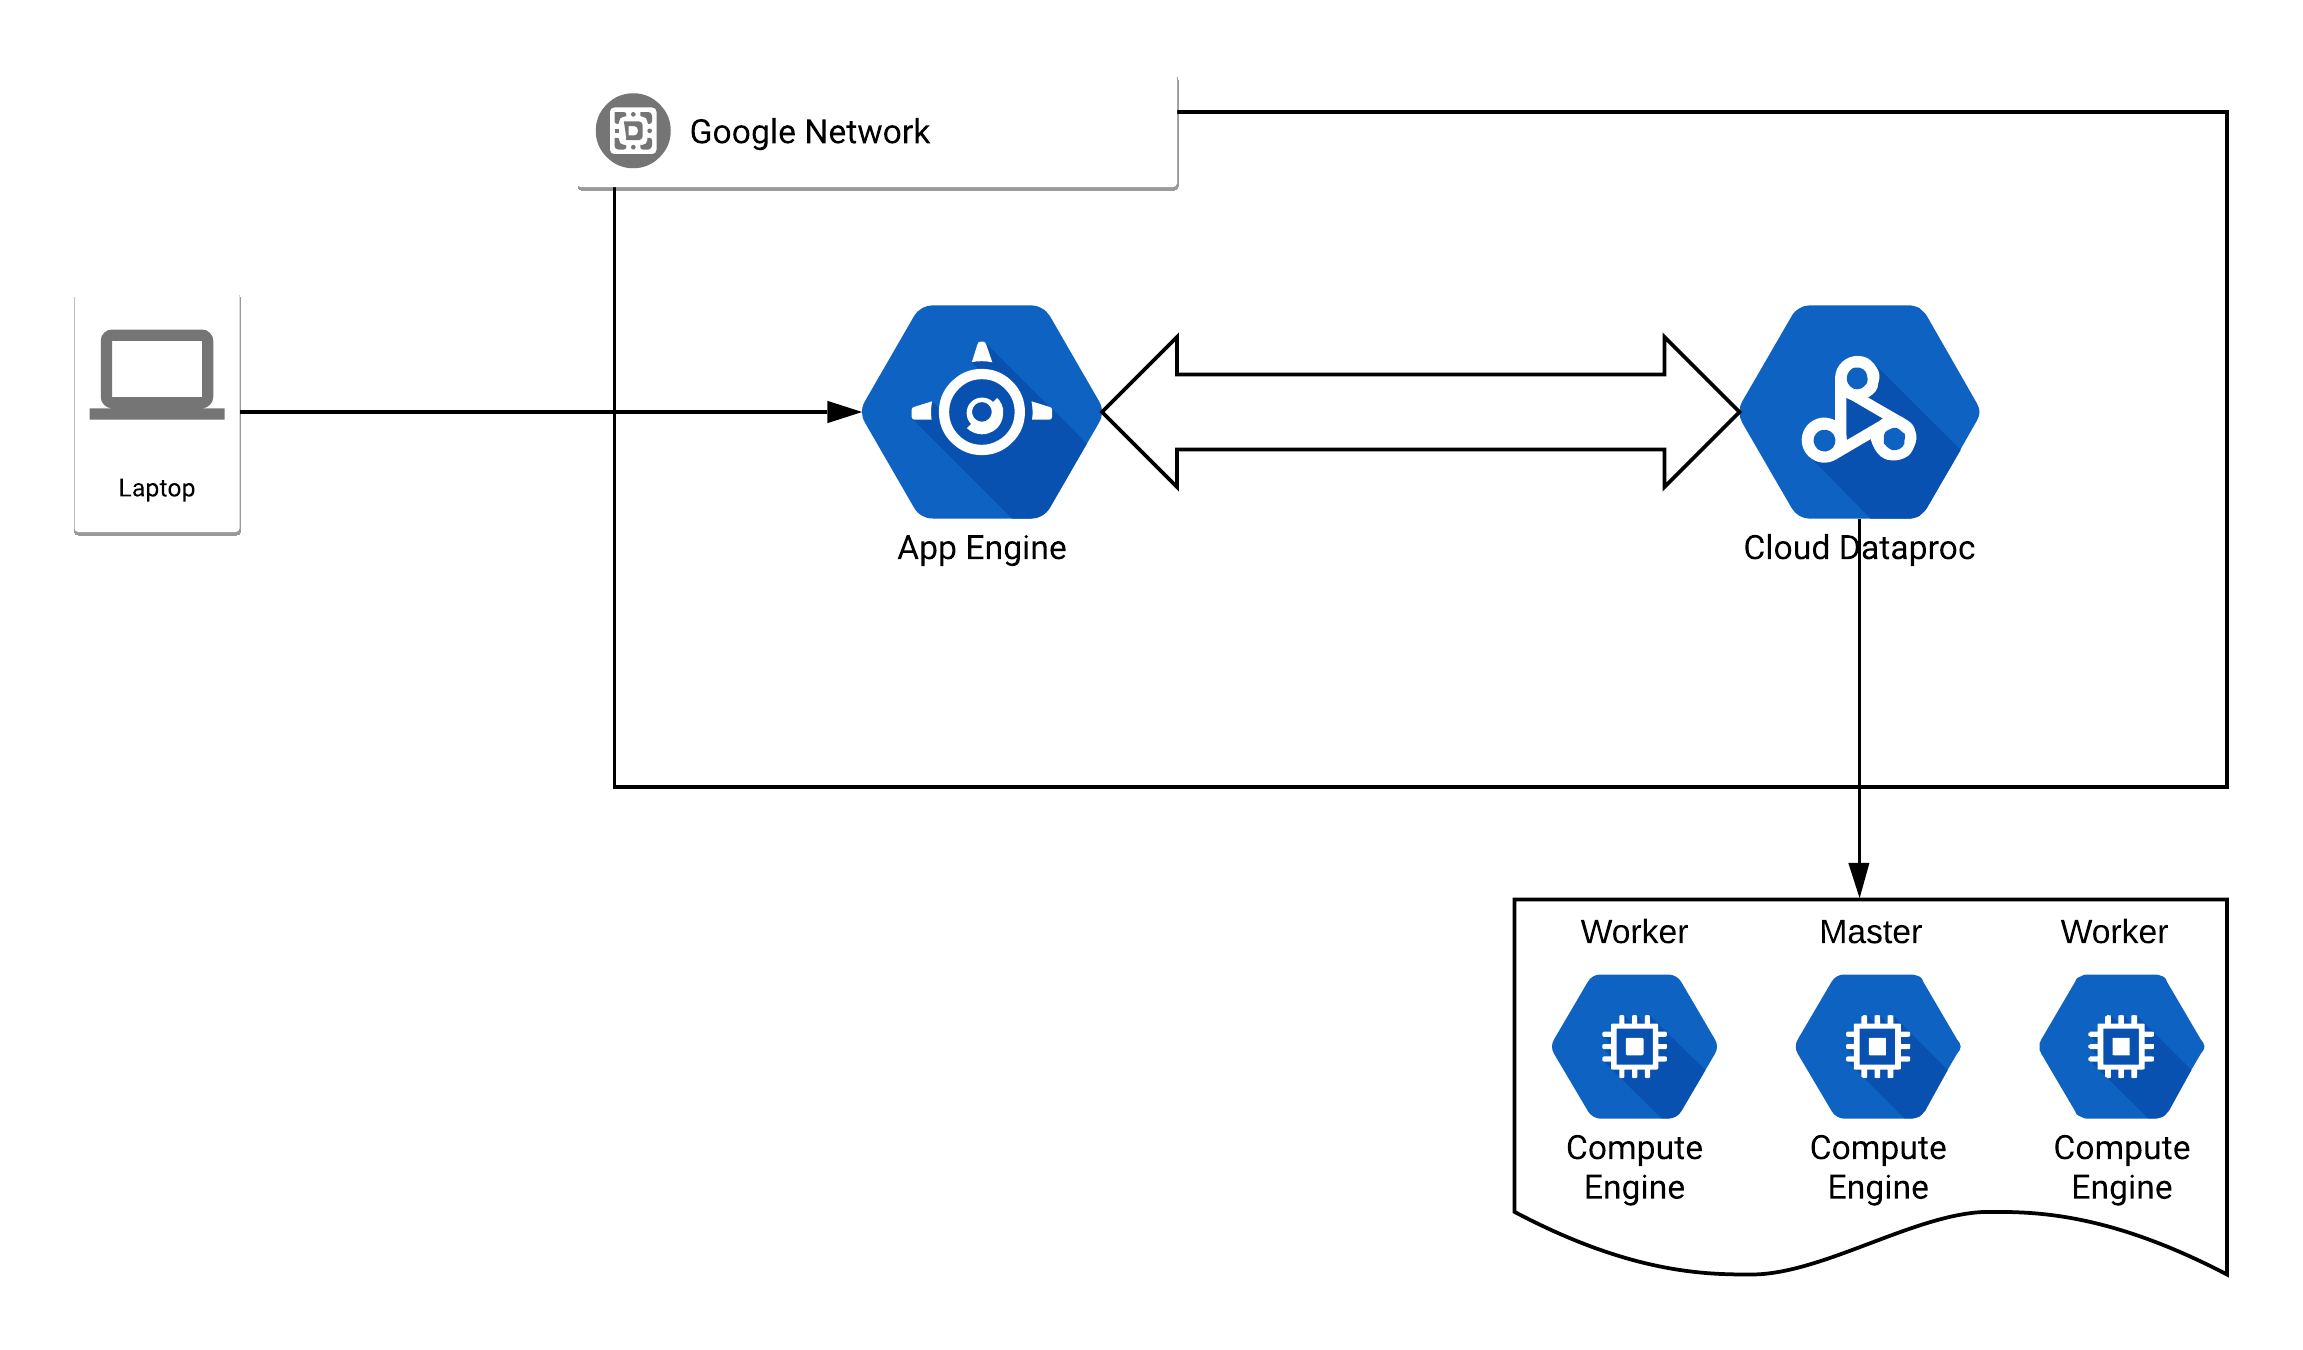 Google Network
Laptop
App Engine
Cloud Dataproc
Worker
Master
Worker
Compute
Engine
Compute
Engine
Compute
Engine